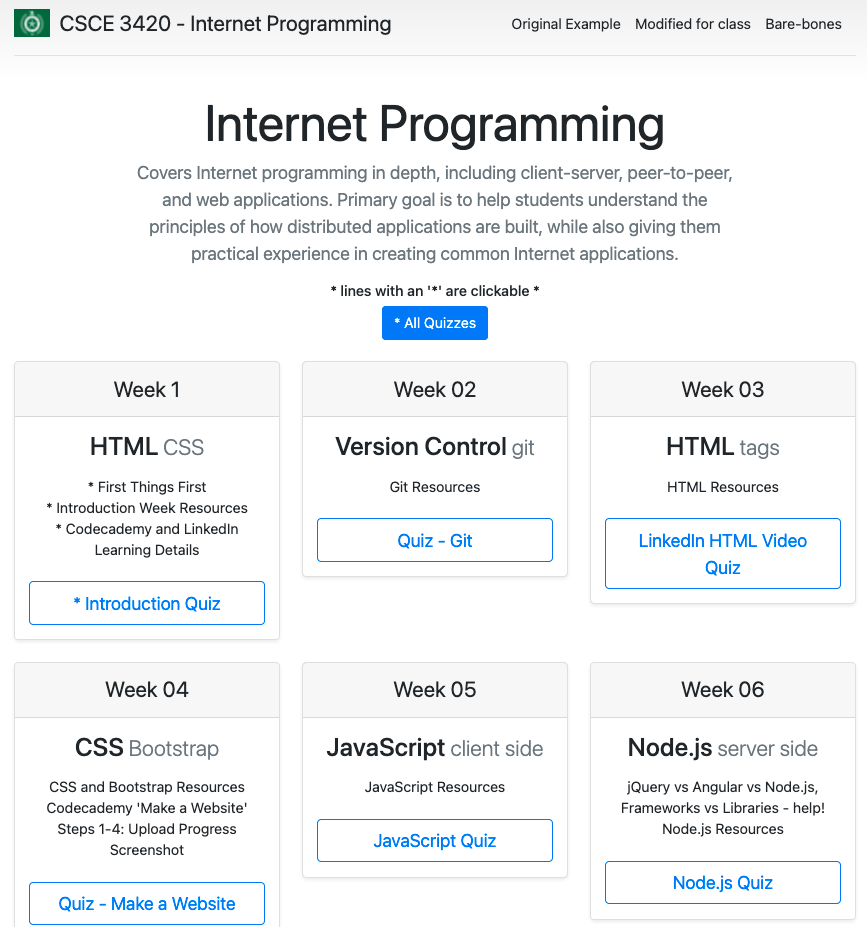 CSCE 3420 - Internet Programming
Original Example
Modified for class
Bare-bones
Internet Programming
Covers Internet programming in depth, including client-server, peer-to-peer,
and web applications. Primary goal is to help students understand the
principles of how distributed applications are built, while also giving them
practical experience in creating common Internet applications.
* lines with an '*' are clickable *
* All Quizzes
Week 1
HTML CSS
* First Things First
* Introduction Week Resources
* Codecademy and LinkedIn
Learning Details
* Introduction Quiz
Week 02
Version Control git
Git Resources
Quiz - Git
Week 03
HTML tags
HTML Resources
LinkedIn HTML Video
Quiz
Week 04
CSS Bootstrap
CSS and Bootstrap Resources
Codecademy 'Make a Website'
Steps 1-4: Upload Progress
Screenshot
Quiz - Make a Website
Week 05
JavaScript client side
JavaScript Resources
JavaScript Quiz
Week 06
Node.js server side
jQuery vs Angular vs Node.js,
Frameworks vs Libraries - help!
Node.js Resources
Node.js Quiz